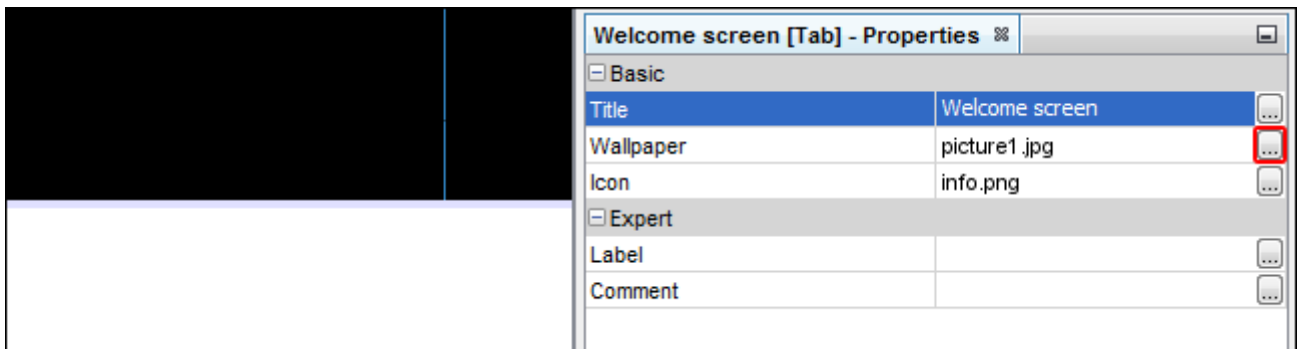 Welcome screen [Tab] - Properties
Basic
Title Welcome screen ...
Wallpaper picture1.jpg ...
Icon info.png ...
Expert
Label ...
Comment ...